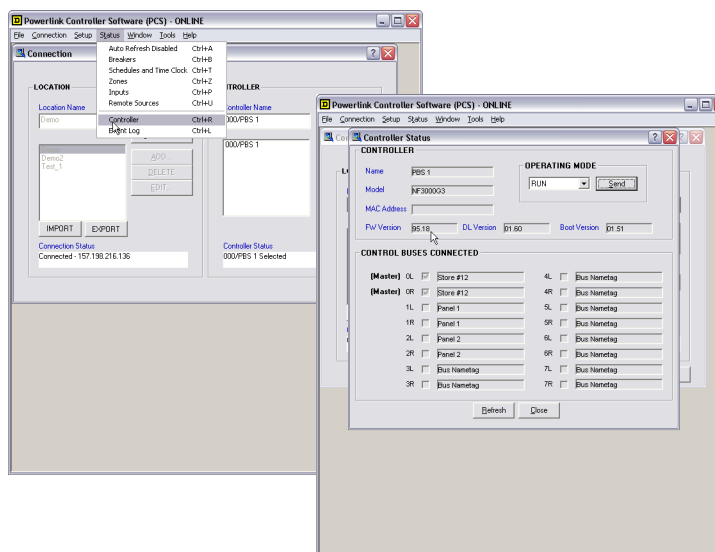 Powerlink Controller Software (PCS) - ONLINE
File Connection Setup Status Window Tools Help
Connection
Auto Refresh Disabled Ctrl+A
Breakers Ctrl+B
Schedules and Time Clock Ctrl+T
Zones Ctrl+Z
Inputs Ctrl+P
Remote Sources Ctrl+U
Controller Ctrl+R
Event Log Ctrl+L
LOCATION
Location Name
Demo
Demo2
Test_1
ADD...
DELETE
EDIT...
IMPORT EXPORT
Connection Status
Connected - 157.198.216.136
Controller Name
000/PBS 1
000/PBS 1
Controller Status
000/PBS 1 Selected
Powerlink Controller Software (PCS) - ONLINE
File Connection Setup Status Window Tools Help
Controller Status
CONTROLLER
Name PBS 1
Model NF3000G3
MAC Address
FW Version 95.18 DL Version 01.60 Boot Version 01.51
OPERATING MODE
RUN Send
CONTROL BUSES CONNECTED
(Master) 0L Store #12 4L Bus Nametag
(Master) 0R Store #12 4R Bus Nametag
1L Panel 1 5L Bus Nametag
1R Panel 1 5R Bus Nametag
2L Panel 2 6L Bus Nametag
2R Panel 2 6R Bus Nametag
3L Bus Nametag 7L Bus Nametag
3R Bus Nametag 7R Bus Nametag
Refresh Close